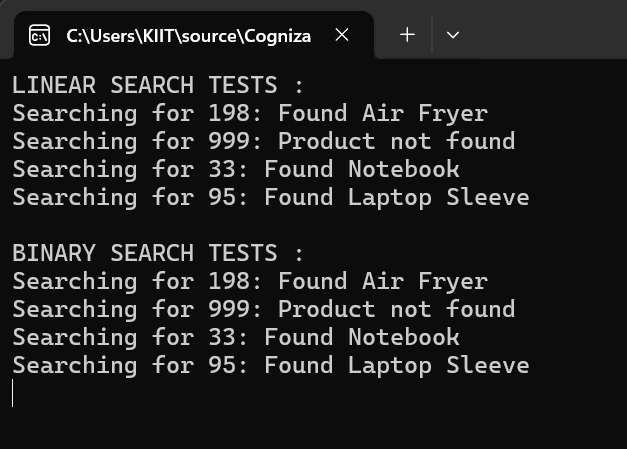 C:\Users\KIIT\source\Cogniza
LINEAR SEARCH TESTS :
Searching for 198: Found Air Fryer
Searching for 999: Product not found
Searching for 33: Found Notebook
Searching for 95: Found Laptop Sleeve
BINARY SEARCH TESTS :
Searching for 198: Found Air Fryer
Searching for 999: Product not found
Searching for 33: Found Notebook
Searching for 95: Found Laptop Sleeve